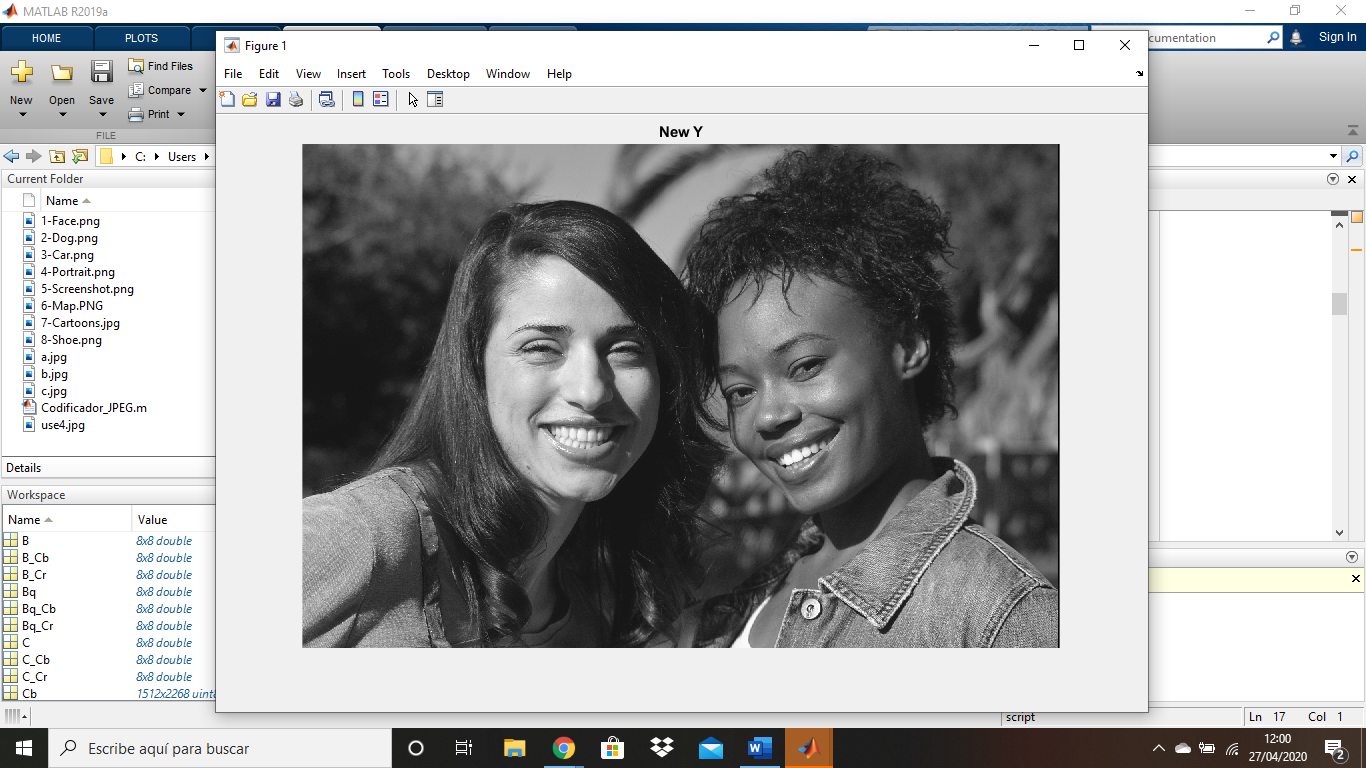 MATLAB R2019a
HOME
PLOTS
cumentation
Sign In
New
Open
Save
Find Files
Compare
Print
FILE
C:
Users
Current Folder
Name
1-Face.png
2-Dog.png
3-Car.png
4-Portrait.png
5-Screenshot.png
6-Map.PNG
7-Cartoons.jpg
8-Shoe.png
a.jpg
b.jpg
c.jpg
Codificador_JPEG.m
use4.jpg
Details
Workspace
Name Value
B 8x8 double
B_Cb 8x8 double
B_Cr 8x8 double
Bq 8x8 double
Bq_Cb 8x8 double
Bq_Cr 8x8 double
C 8x8 double
C_Cb 8x8 double
C_Cr 8x8 double
Cb 1512x2268 uint8
Figure 1
File Edit View Insert Tools Desktop Window Help
New Y
script
Ln 17 Col 1
Escribe aquí para buscar
12:00
27/04/2020
2